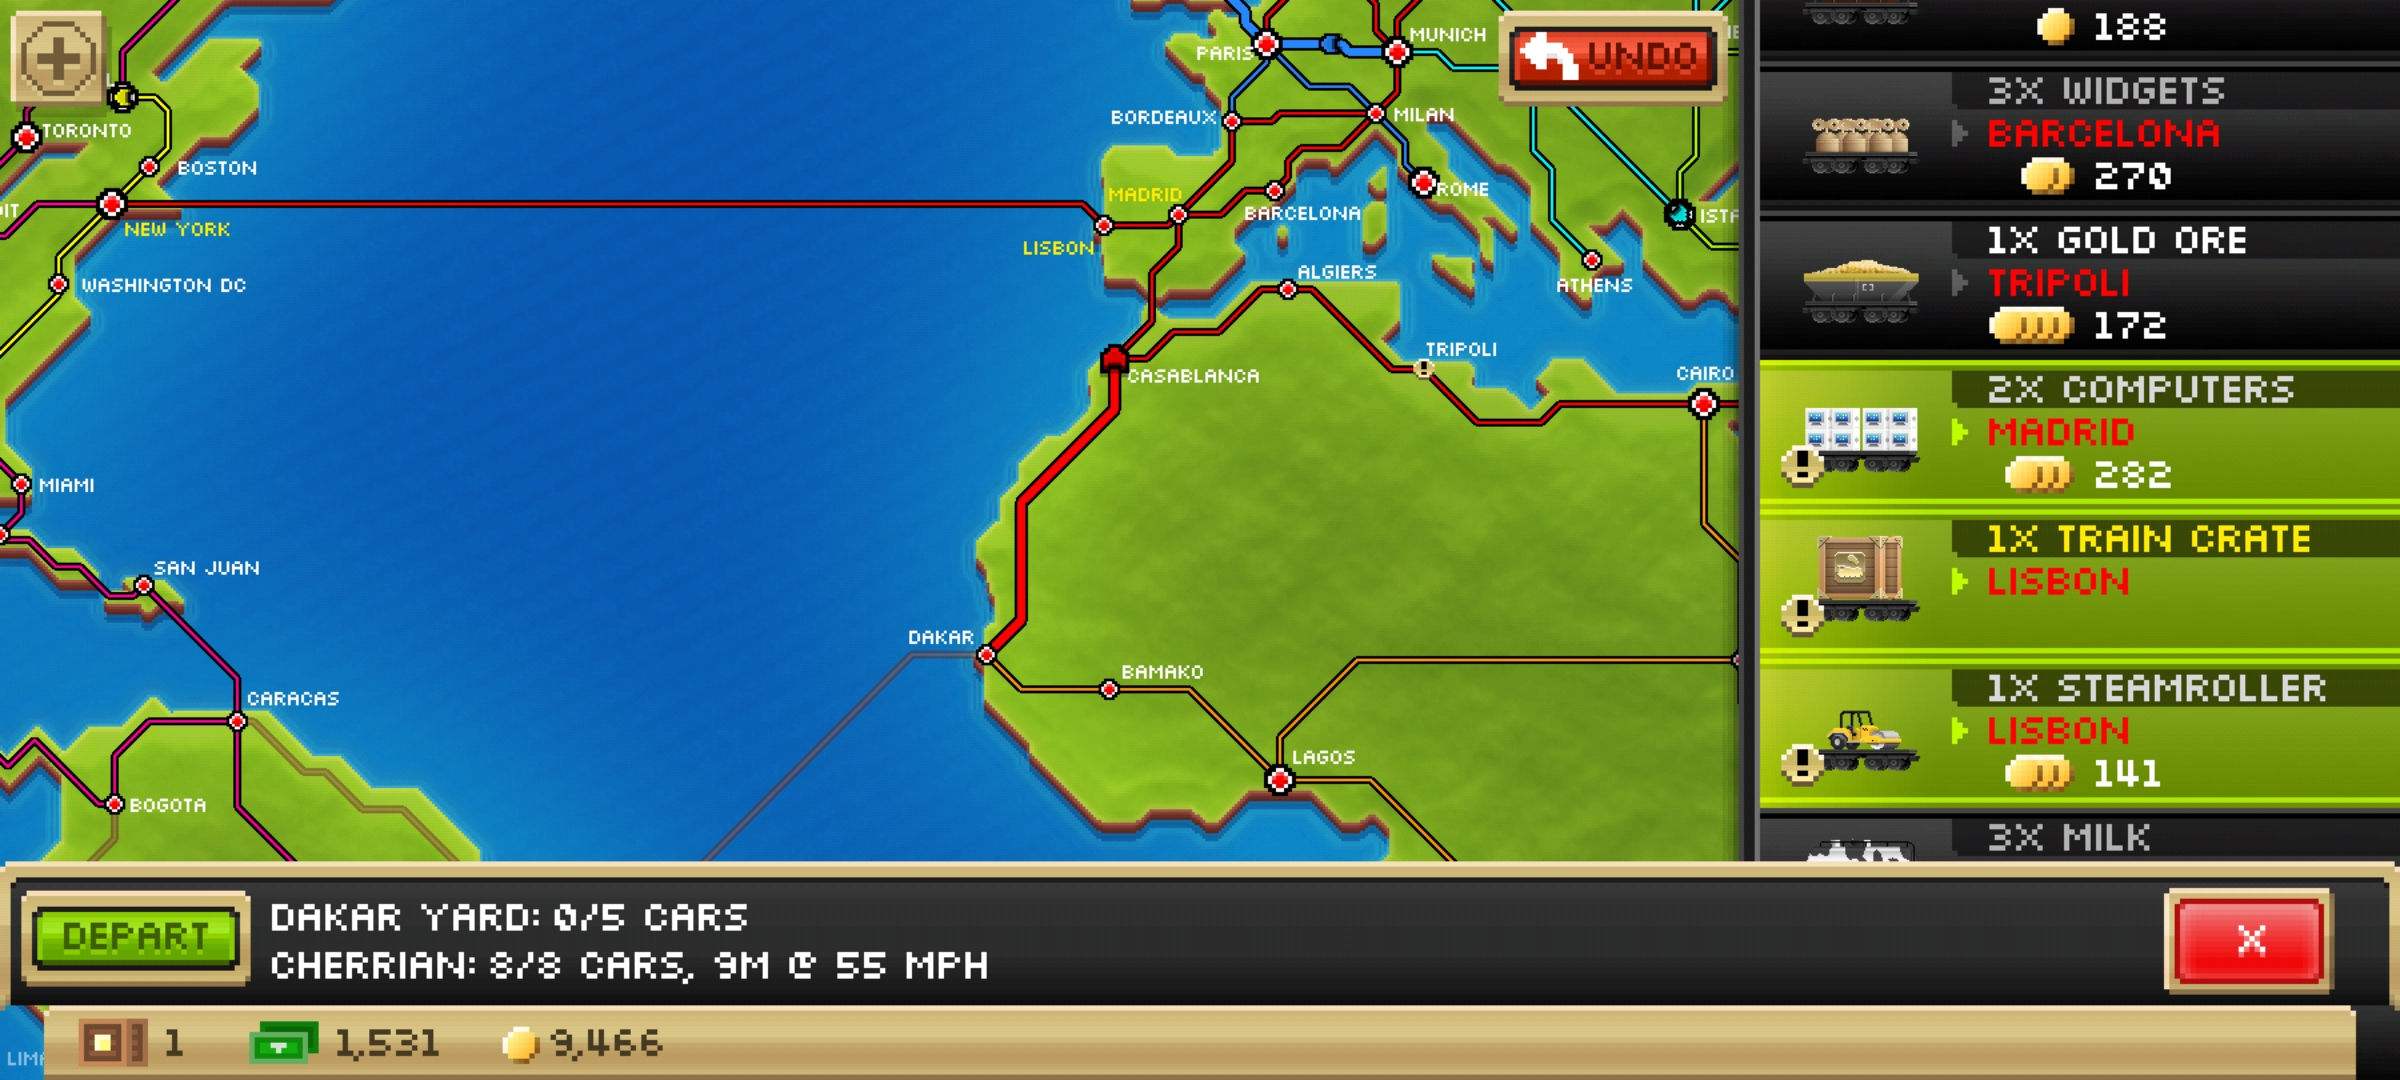 PARIS
MUNICH
UNDO
188
TORONTO
BORDEAUX
MILAN
3X WIDGETS
BARCELONA
270
BOSTON
MADRID
ROME
BARCELONA
NEW YORK
LISBON
1X GOLD ORE
TRIPOLI
172
WASHINGTON DC
ALGIERS
ATHENS
TRIPOLI
CASABLANCA
CAIRO
2X COMPUTERS
MADRID
282
MIAMI
1X TRAIN CRATE
LISBON
SAN JUAN
DAKAR
BAMAKO
1X STEAMROLLER
LISBON
141
CARACAS
LAGOS
BOGOTA
3X MILK
DEPART
DAKAR YARD: 0/5 CARS
CHERRIAN: 8/8 CARS, 9M @ 55 MPH
X
1
1,531
9,466